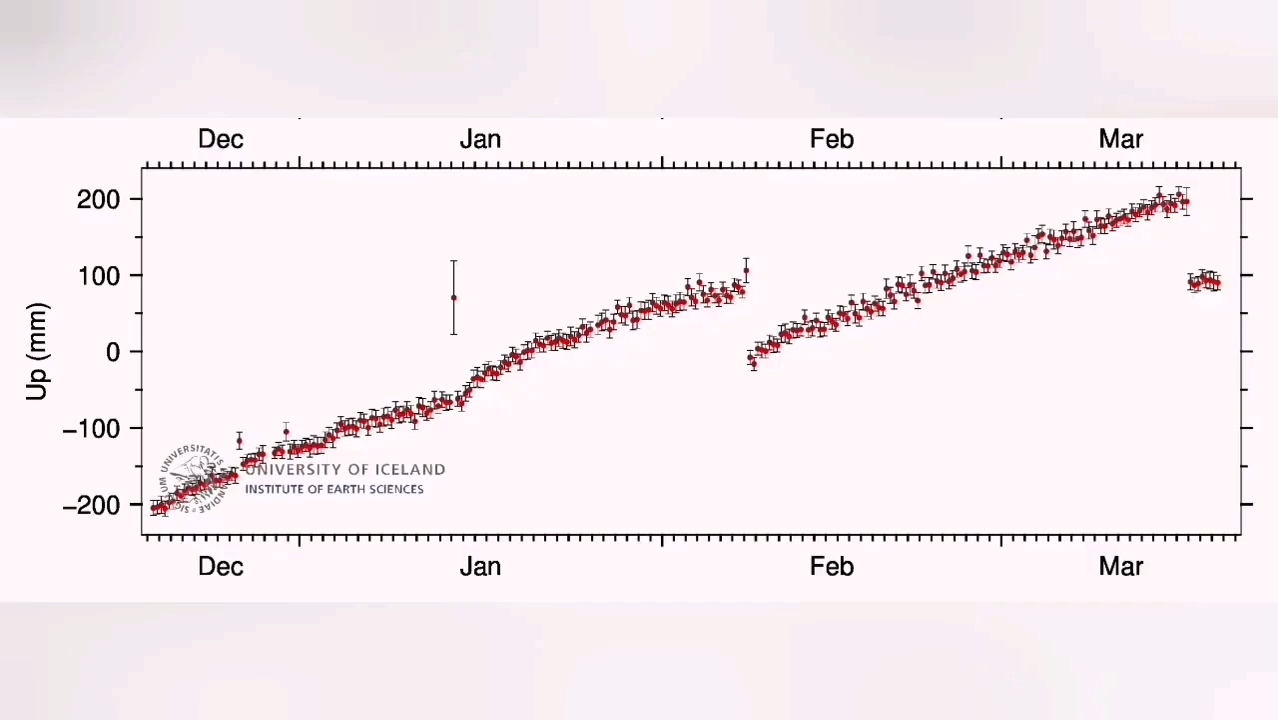 Dec Jan Feb Mar
200
100
0
−100
−200
Up (mm)
UNIVERSITY OF ICELAND
INSTITUTE OF EARTH SCIENCES
Dec Jan Feb Mar